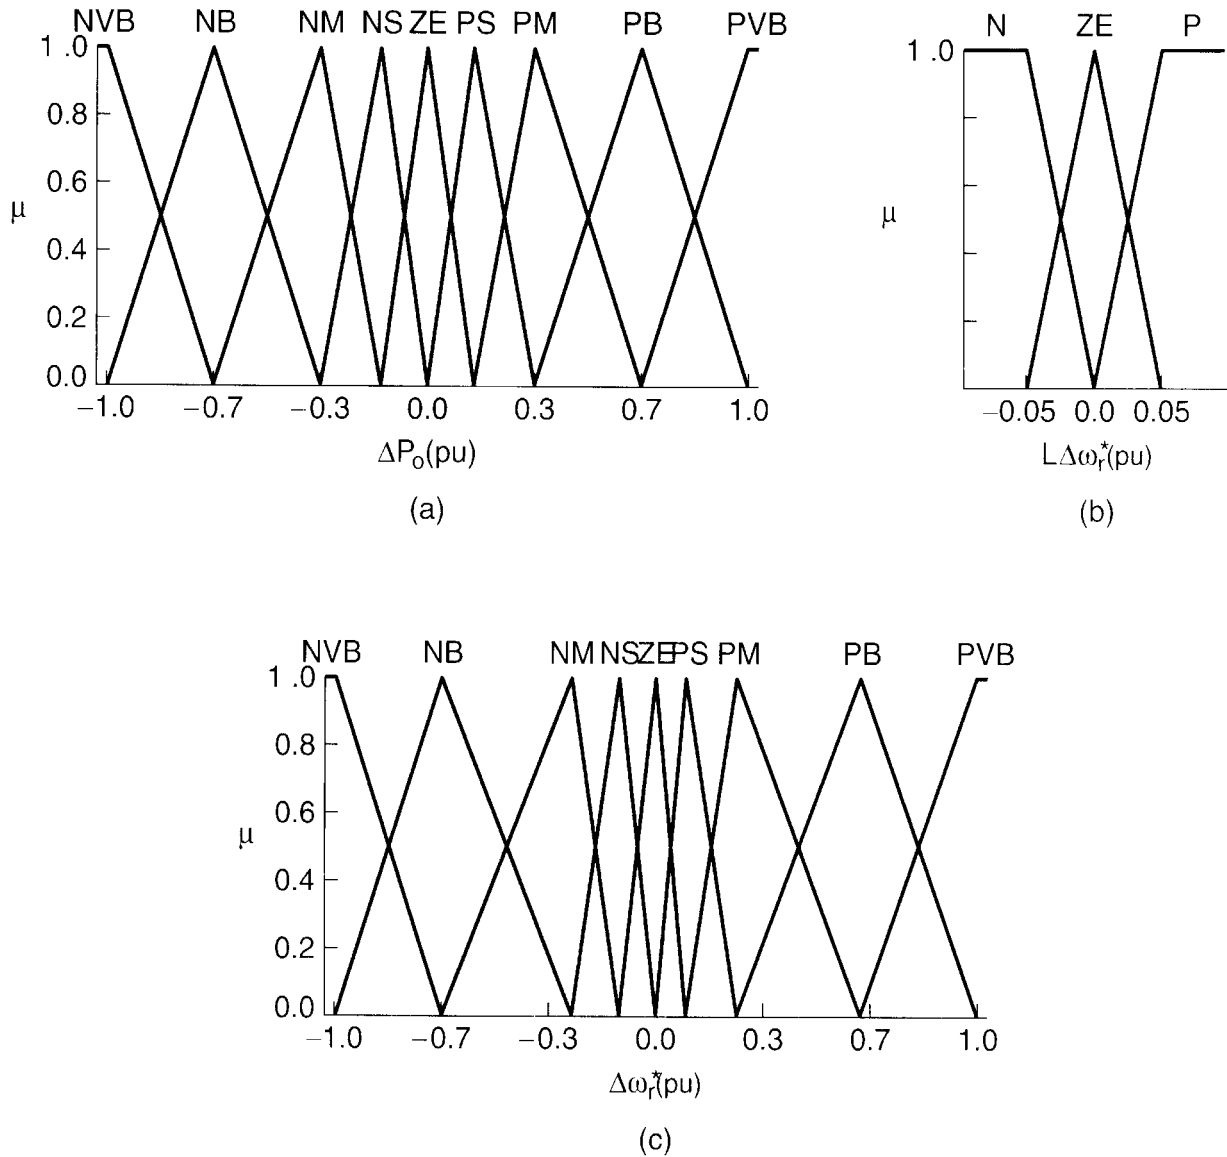 NVB NB NM NS ZE PS PM PB PVB
1.0
0.8
0.6
μ
0.4
0.2
0.0
−1.0 −0.7 −0.3 0.0 0.3 0.7 1.0
ΔPo(pu)
(a)
N ZE P
1.0
μ
−0.05 0.0 0.05
LΔωr*(pu)
(b)
NVB NB NM NS ZE PS PM PB PVB
1.0
0.8
0.6
μ
0.4
0.2
0.0
−1.0 −0.7 −0.3 0.0 0.3 0.7 1.0
Δωr*(pu)
(c)